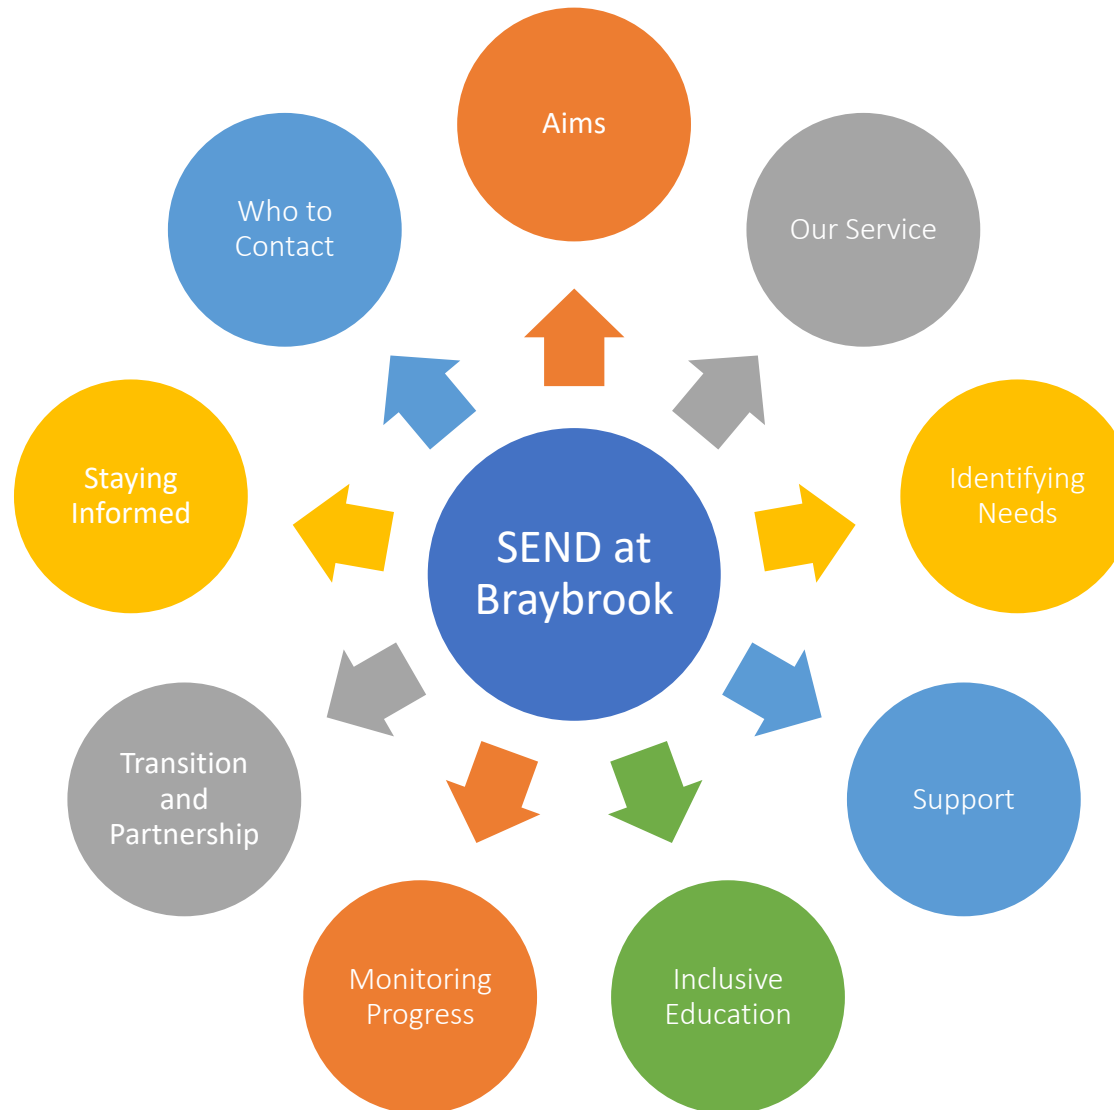 Aims
Our Service
Identifying
Needs
Support
Inclusive
Education
Monitoring
Progress
Transition
and
Partnership
Staying
Informed
Who to
Contact
SEND at
Braybrook